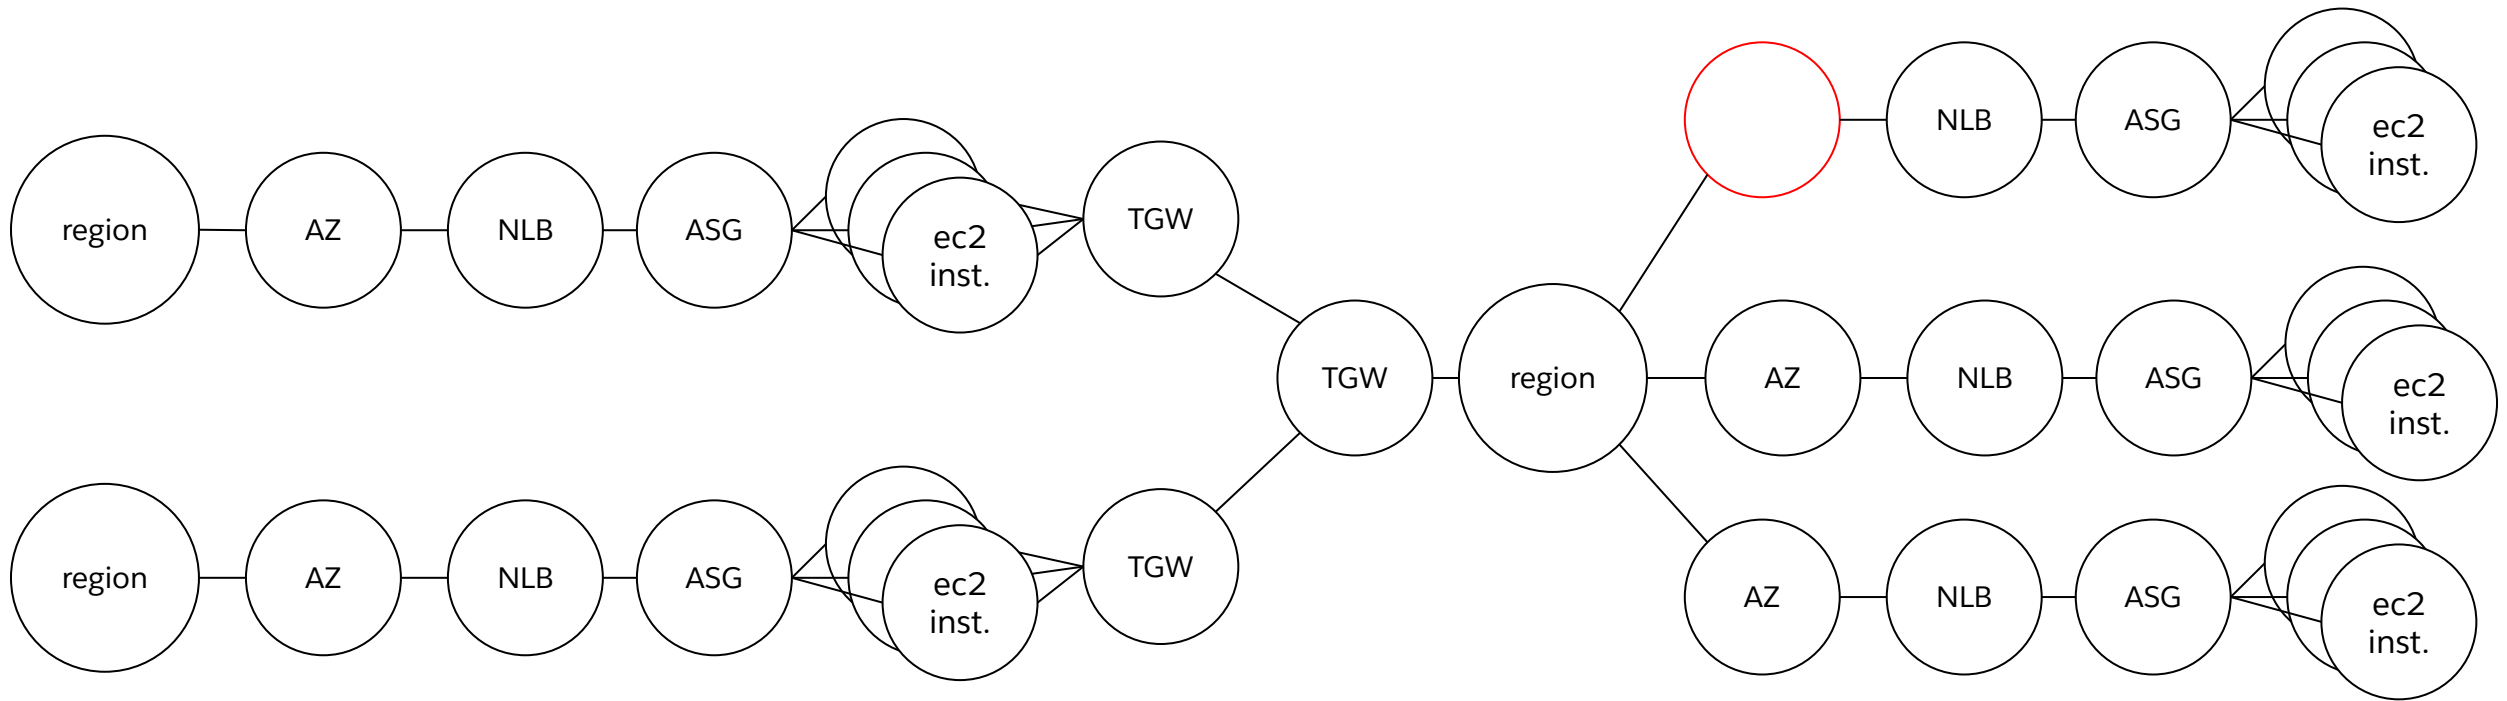 NLB
ASG
ec2
inst.
region
AZ
NLB
ASG
ec2
inst.
TGW
TGW
region
AZ
NLB
ASG
ec2
inst.
region
AZ
NLB
ASG
ec2
inst.
TGW
AZ
NLB
ASG
ec2
inst.